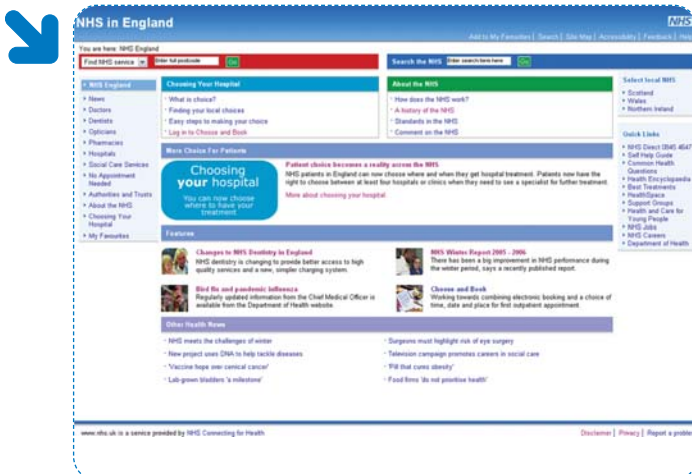 NHS in England
NHS
Add to My Favourites | Search | Site Map | Accessibility | Feedback | Help
You are here: NHS England
Find NHS service
Enter full postcode
Go
Search the NHS
Enter search term here
Go
NHS England
News
Doctors
Dentists
Opticians
Pharmacies
Hospitals
Social Care Services
No Appointment
Needed
Authorities and Trusts
About the NHS
Choosing Your
Hospital
My Favourites
Choosing Your Hospital
What is choice?
Finding your local choices
Easy steps to making your choice
Log in to Choose and Book
About the NHS
How does the NHS work?
A history of the NHS
Standards in the NHS
Comment on the NHS
More Choice For Patients
Choosing
your hospital
You can now choose
where to have your
treatment
Patient choice becomes a reality across the NHS
NHS patients in England can now choose where and when they get hospital treatment. Patients now have the
right to choose between at least four hospitals or clinics when they need to see a specialist for further treatment.
More about choosing your hospital
Features
Changes to NHS Dentistry in England
NHS dentistry is changing to provide better access to high
quality services and a new, simpler charging system.
NHS Winter Report 2005 - 2006
There has been a big improvement in NHS performance during
the winter period, says a recently published report.
Bird flu and pandemic influenza
Regularly updated information from the Chief Medical Officer is
available from the Department of Health website.
Choose and Book
Working towards combining electronic booking and a choice of
time, date and place for first outpatient appointment.
Other Health News
NHS meets the challenges of winter
New project uses DNA to help tackle diseases
'Vaccine hope over cervical cancer'
Lab-grown bladders 'a milestone'
Surgeons must highlight risk of eye surgery
Television campaign promotes careers in social care
'Pill that cures obesity'
Food firms 'do not prioritise health'
Select local NHS
Scotland
Wales
Northern Ireland
Quick Links
NHS Direct 0845 4647
Self Help Guide
Common Health
Questions
Health Encyclopaedia
Best Treatments
HealthSpace
Support Groups
Health and Care for
Young People
NHS Jobs
NHS Careers
Department of Health
www.nhs.uk is a service provided by NHS Connecting for Health
Disclaimer | Privacy | Report a problem